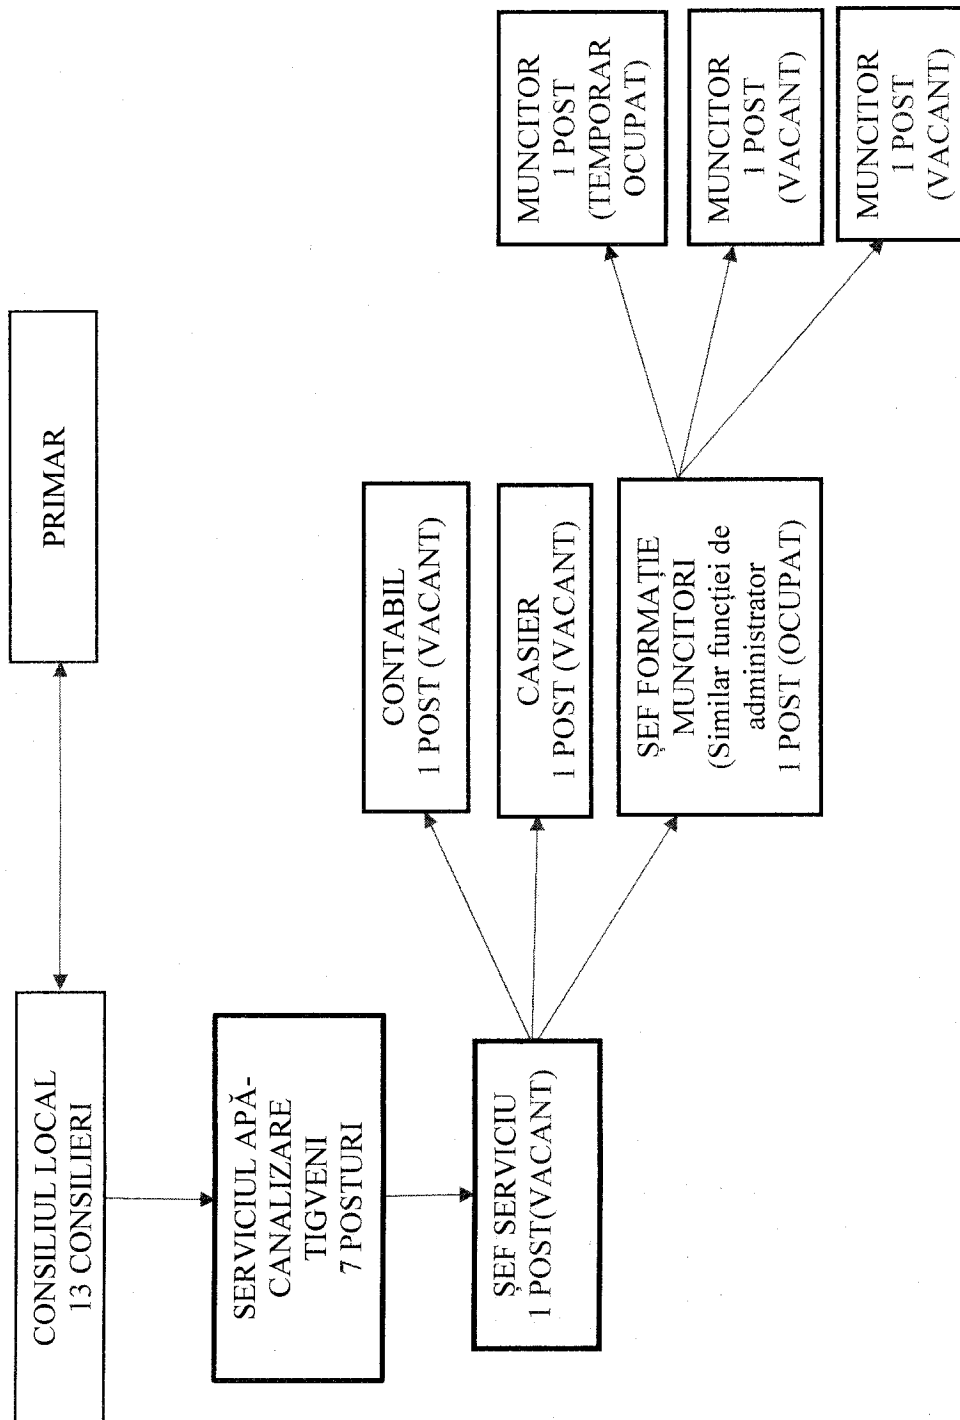 CONSILIUL LOCAL
13 CONSILIERI
PRIMAR
SERVICIUL APĂ-
CANALIZARE
TIGVENI
7 POSTURI
ȘEF SERVICIU
1 POST(VACANT)
CONTABIL
1 POST (VACANT)
CASIER
1 POST (VACANT)
ȘEF FORMAȚIE
MUNCITORI
(Similar funcției de
administrator
1 POST (OCUPAT)
MUNCITOR
1 POST
(TEMPORAR
OCUPAT)
MUNCITOR
1 POST
(VACANT)
MUNCITOR
1 POST
(VACANT)